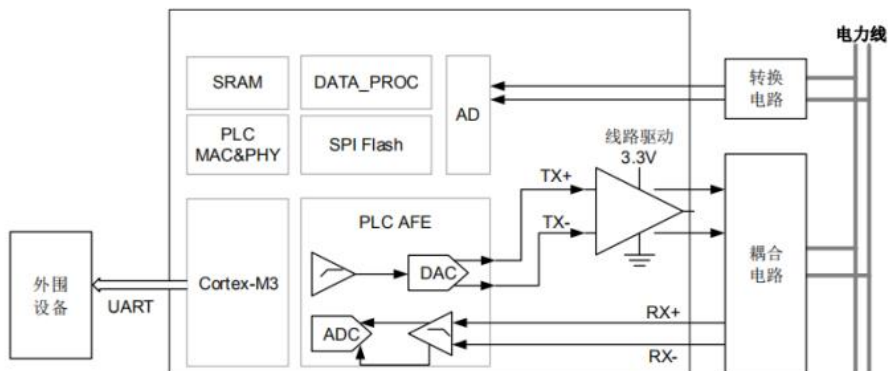 电力线
SRAM
DATA_PROC
AD
转换
电路
PLC
MAC&PHY
SPI Flash
线路驱动
3.3V
TX+
TX-
PLC AFE
DAC
耦合
电路
外围
设备
UART
Cortex-M3
ADC
RX+
RX-